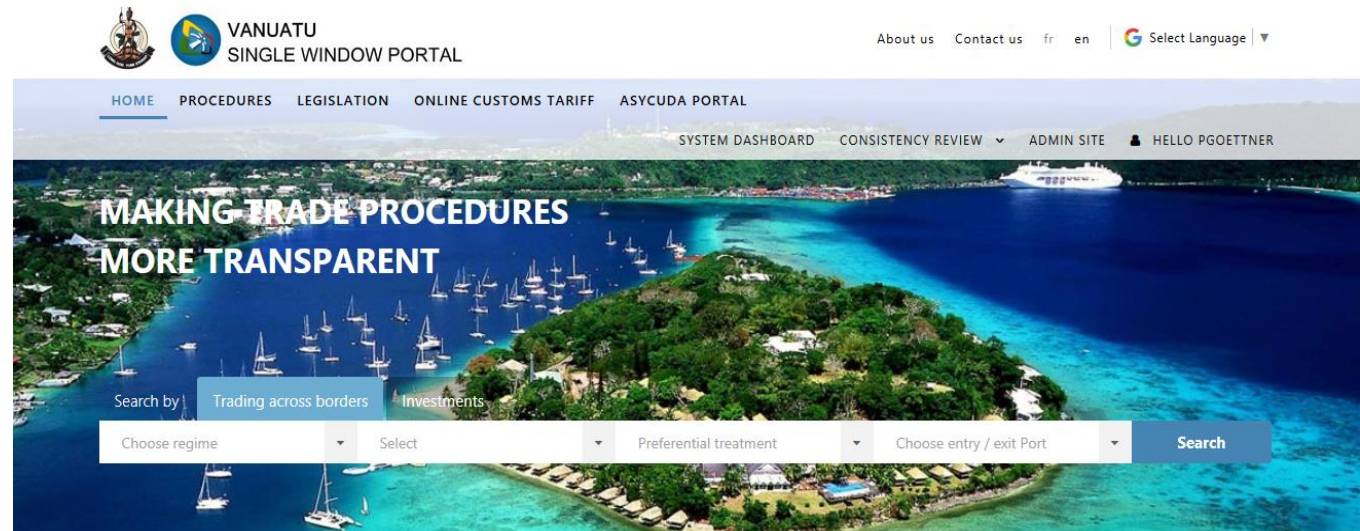 VANUATU
SINGLE WINDOW PORTAL
About us Contact us fr en Select Language ▼
HOME PROCEDURES LEGISLATION ONLINE CUSTOMS TARIFF ASYCUDA PORTAL
SYSTEM DASHBOARD CONSISTENCY REVIEW ADMIN SITE HELLO PGOETTNER
MAKING TRADE PROCEDURES
MORE TRANSPARENT
Search by Trading across borders Investments
Choose regime Select Preferential treatment Choose entry / exit Port Search